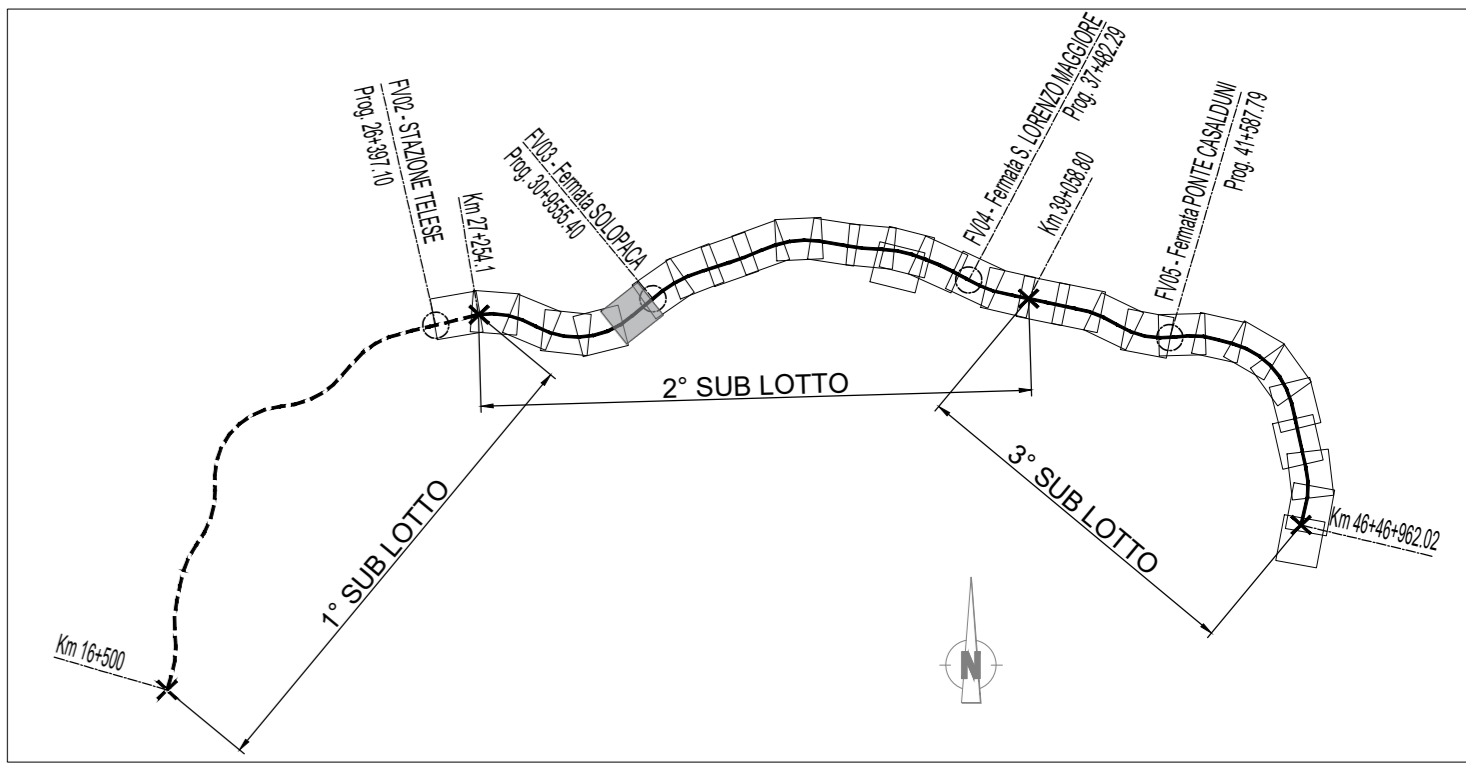 FV02 - STAZIONE TELESE
Prog. 26+397.10
Km 27+254.1
FV03 - Fermata SOLOPACA
Prog. 30+9555.40
FV04 - Fermata S. LORENZO MAGGIORE
Prog. 37+482.29
Km 39+058.80
FV05 - Fermata PONTE CASALDUNI
Prog. 41+587.79
2° SUB LOTTO
1° SUB LOTTO
3° SUB LOTTO
Km 46+46+962.02
Km 16+500
N